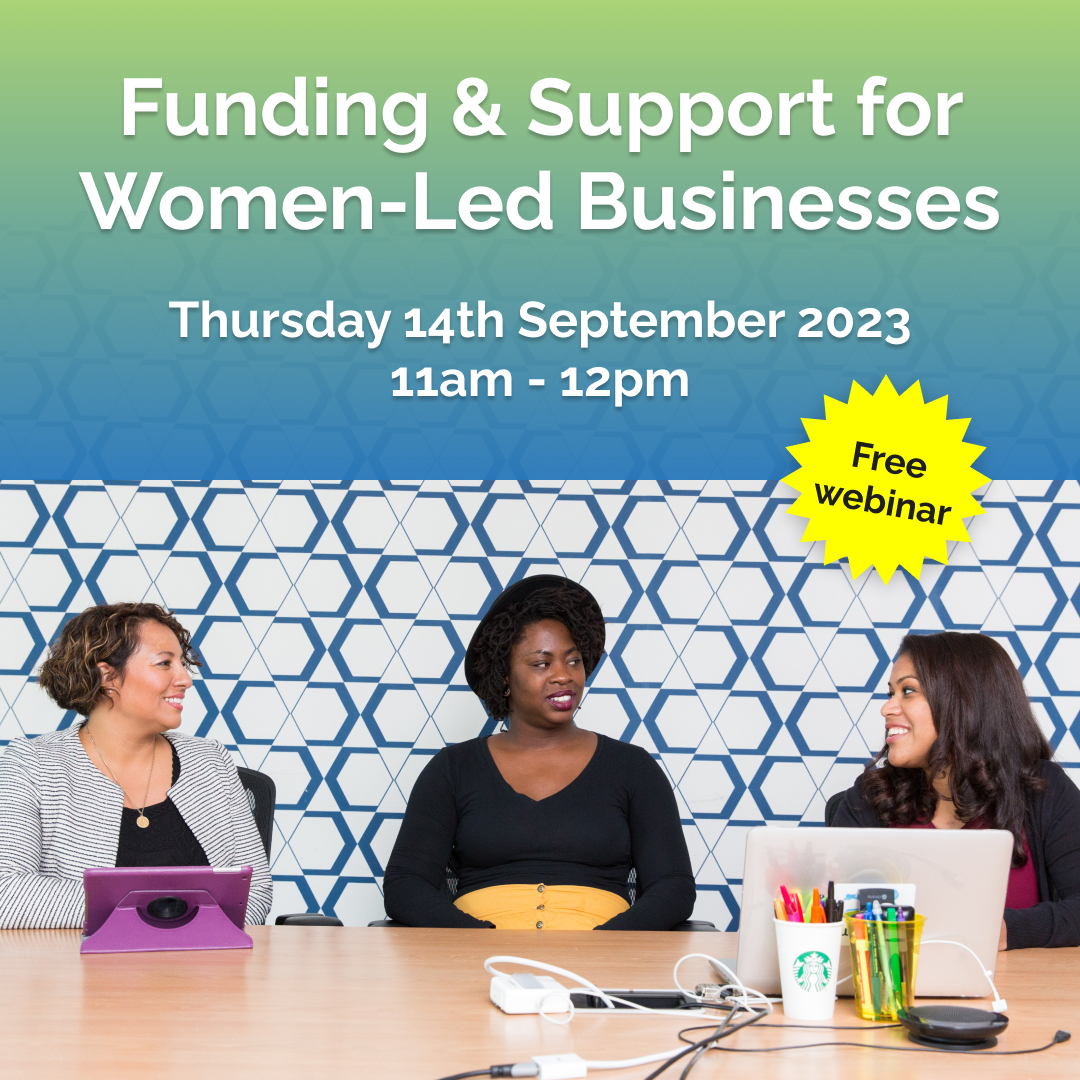 Funding & Support for
Women-Led Businesses
Thursday 14th September 2023
11am - 12pm
Free
webinar